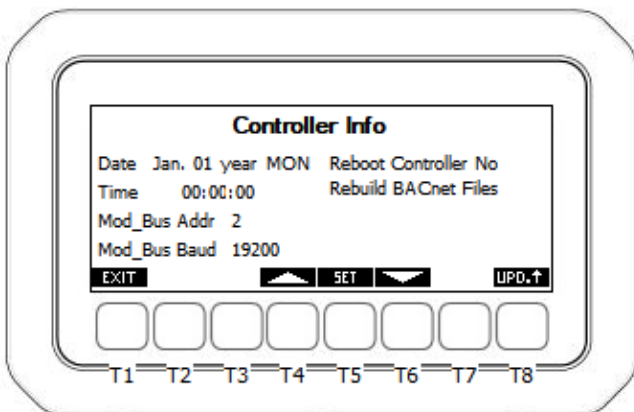 Controller Info
Date Jan. 01 year MON Reboot Controller No
Time 00:00:00 Rebuild BACnet Files
Mod_Bus Addr 2
Mod_Bus Baud 19200
EXIT SET UPD.↑
T1 T2 T3 T4 T5 T6 T7 T8